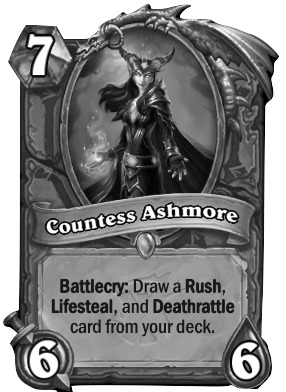 7
Countess Ashmore
Battlecry: Draw a Rush,
Lifesteal, and Deathrattle
card from your deck.
6 6